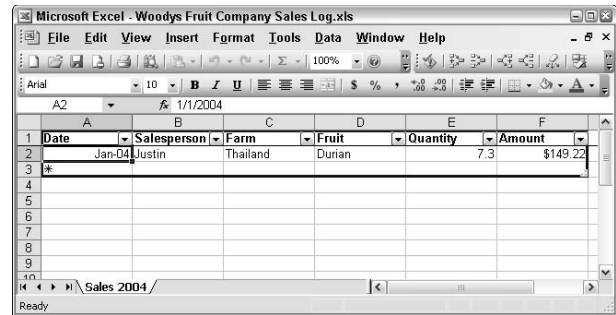 Microsoft Excel - Woodys Fruit Company Sales Log.xls
File Edit View Insert Format Tools Data Window Help
100%
Arial 10 B I U $ % ,
A2 fx 1/1/2004
A B C D E F
1 Date Salesperson Farm Fruit Quantity Amount
2 Jan-04 Justin Thailand Durian 7.3 $149.22
3 *
4
5
6
7
8
9
10
Sales 2004
Ready